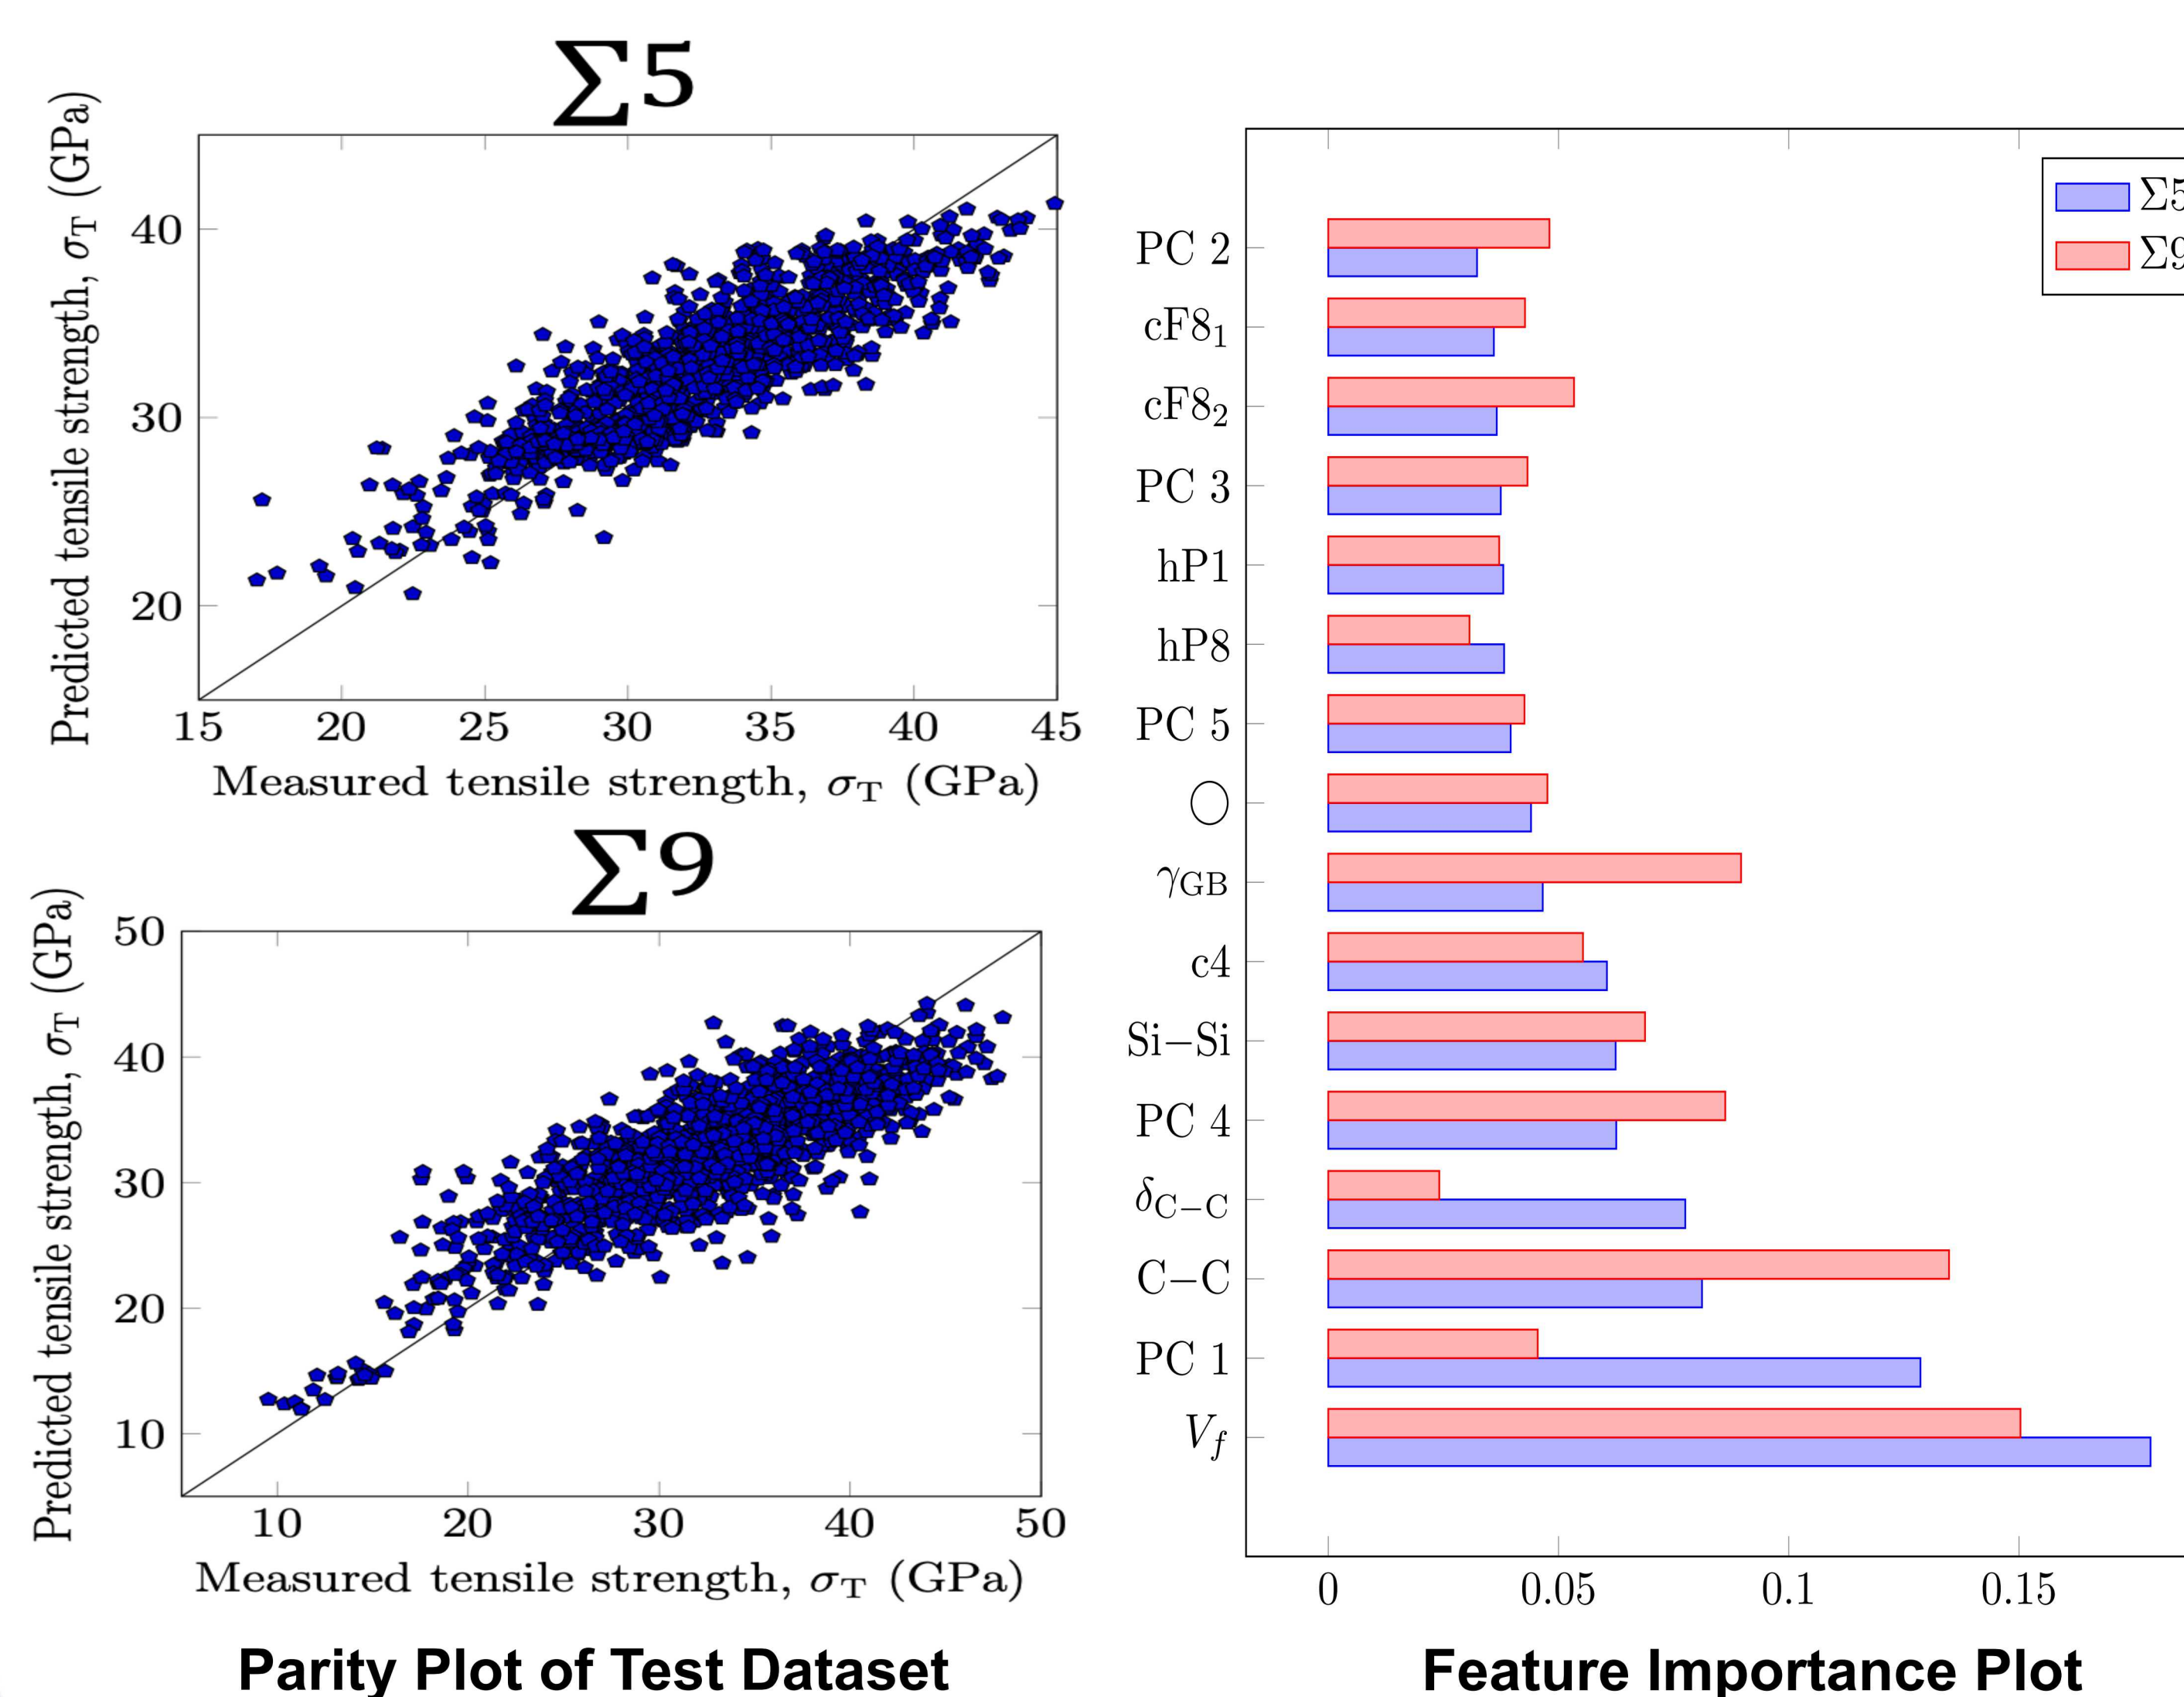 Σ5
Predicted tensile strength, σT (GPa)
40
30
20
15 20 25 30 35 40 45
Measured tensile strength, σT (GPa)
Σ9
Predicted tensile strength, σT (GPa)
50
40
30
20
10
10 20 30 40 50
Measured tensile strength, σT (GPa)
Parity Plot of Test Dataset
Σ5
Σ9
PC 2
cF8₁
cF8₂
PC 3
hP1
hP8
PC 5
○
γGB
c4
Si−Si
PC 4
δC−C
C−C
PC 1
Vf
0 0.05 0.1 0.15
Feature Importance Plot